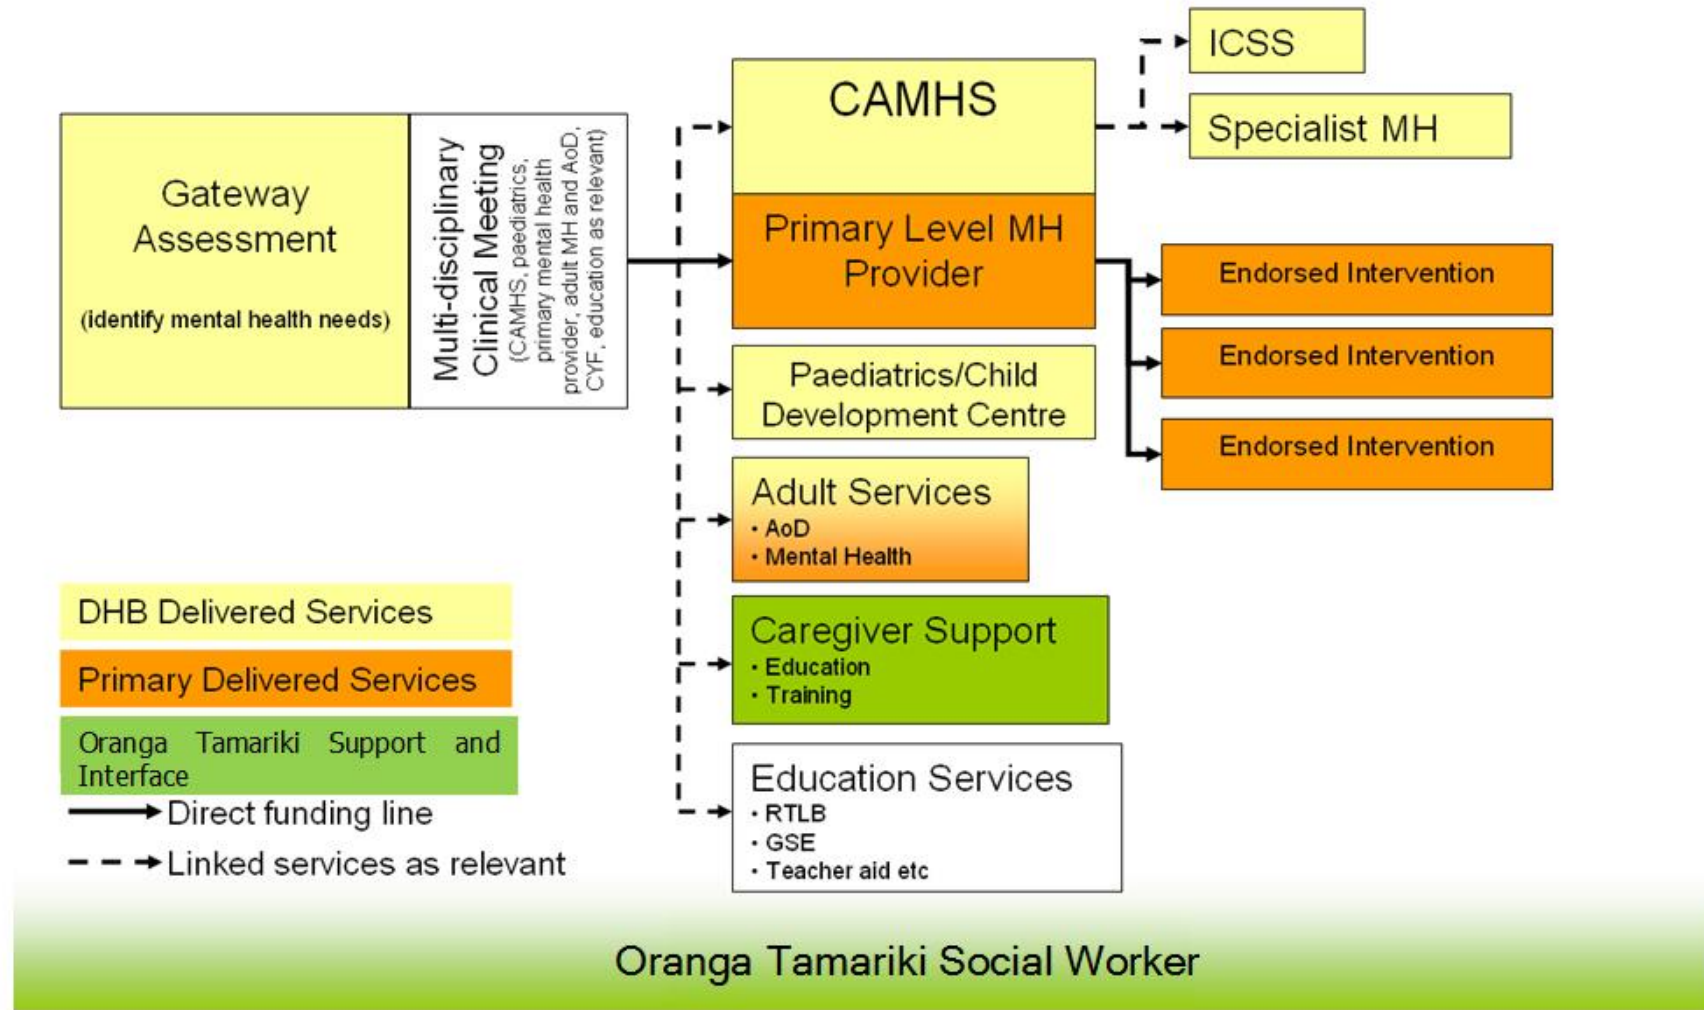 Gateway
Assessment
(identify mental health needs)
Multi-disciplinary
Clinical Meeting
(CAMHS, paediatrics,
primary mental health
provider, adult MH and AoD,
CYF, education as relevant)
CAMHS
Primary Level MH
Provider
Paediatrics/Child
Development Centre
Adult Services
· AoD
· Mental Health
Caregiver Support
· Education
· Training
Education Services
· RTLB
· GSE
· Teacher aid etc
ICSS
Specialist MH
Endorsed Intervention
Endorsed Intervention
Endorsed Intervention
DHB Delivered Services
Primary Delivered Services
Oranga Tamariki Support and
Interface
Direct funding line
Linked services as relevant
Oranga Tamariki Social Worker